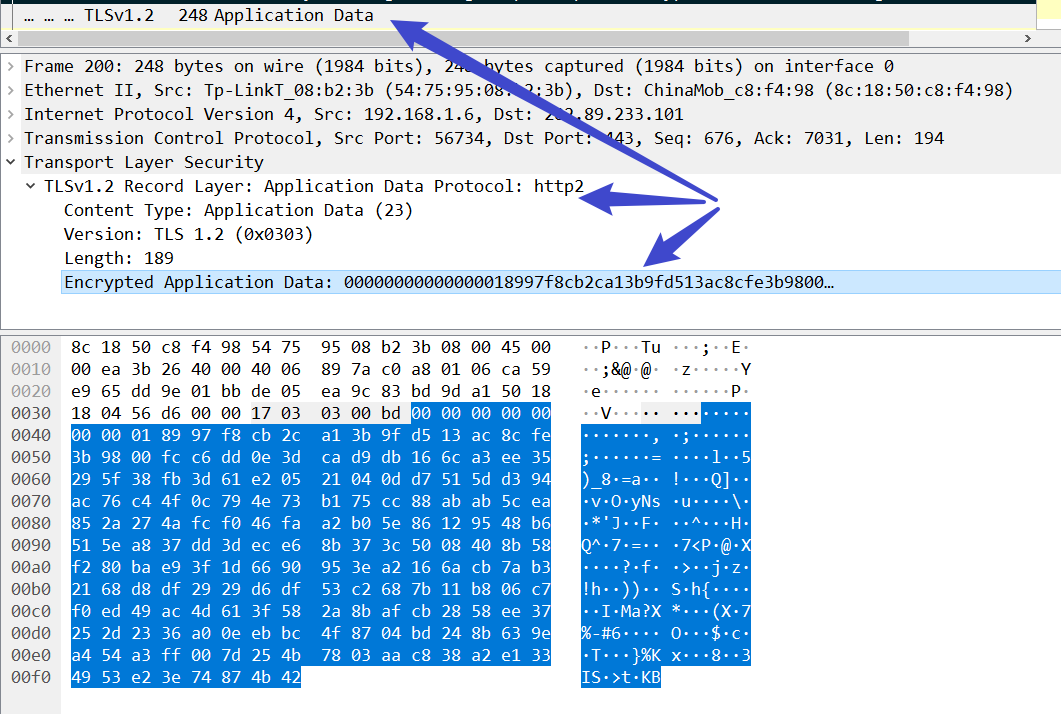 … … … TLSv1.2 248 Application Data
Frame 200: 248 bytes on wire (1984 bits), 248 bytes captured (1984 bits) on interface 0
Ethernet II, Src: Tp-LinkT_08:b2:3b (54:75:95:08:b2:3b), Dst: ChinaMob_c8:f4:98 (8c:18:50:c8:f4:98)
Internet Protocol Version 4, Src: 192.168.1.6, Dst: 202.89.233.101
Transmission Control Protocol, Src Port: 56734, Dst Port: 443, Seq: 676, Ack: 7031, Len: 194
Transport Layer Security
TLSv1.2 Record Layer: Application Data Protocol: http2
Content Type: Application Data (23)
Version: TLS 1.2 (0x0303)
Length: 189
Encrypted Application Data: 00000000000000018997f8cb2ca13b9fd513ac8cfe3b9800…
0000 8c 18 50 c8 f4 98 54 75 95 08 b2 3b 08 00 45 00 ··P···Tu ···;··E·
0010 00 ea 3b 26 40 00 40 06 89 7a c0 a8 01 06 ca 59 ··;&@·@· ·z·····Y
0020 e9 65 dd 9e 01 bb de 05 ea 9c 83 bd 9d a1 50 18 ·e······ ······P·
0030 18 04 56 d6 00 00 17 03 03 00 bd 00 00 00 00 00 ··V····· ········
0040 00 00 01 89 97 f8 cb 2c a1 3b 9f d5 13 ac 8c fe ·······, ·;······
0050 3b 98 00 fc c6 dd 0e 3d ca d9 db 16 6c a3 ee 35 ;······= ····l··5
0060 29 5f 38 fb 3d 61 e2 05 21 04 0d d7 51 5d d3 94 )_8·=a·· !···Q]··
0070 ac 76 c4 4f 0c 79 4e 73 b1 75 cc 88 ab ab 5c ea ·v·O·yNs ·u····\·
0080 85 2a 27 4a fc f0 46 fa a2 b0 5e 86 12 95 48 b6 ·*'J··F· ··^···H·
0090 51 5e a8 37 dd 3d ec e6 8b 37 3c 50 08 40 8b 58 Q^·7·=·· ·7<P·@·X
00a0 f2 80 ba e9 3f 1d 66 90 95 3e a2 16 6a cb 7a b3 ····?·f· ·>··j·z·
00b0 21 68 d8 df 29 29 d6 df 53 c2 68 7b 11 b8 06 c7 !h··))·· S·h{····
00c0 f0 ed 49 ac 4d 61 3f 58 2a 8b af cb 28 58 ee 37 ··I·Ma?X *···(X·7
00d0 25 2d 23 36 a0 0e eb bc 4f 87 04 bd 24 8b 63 9e %-#6···· O···$·c·
00e0 a4 54 a3 ff 00 7d 25 4b 78 03 aa c8 38 a2 e1 33 ·T···}%K x···8··3
00f0 49 53 e2 3e 74 87 4b 42 IS·>t·KB